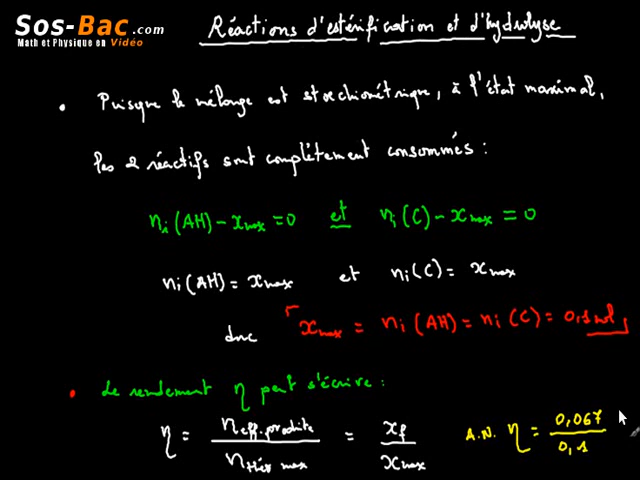 Sos-Bac.com
Math et Physique en Vidéo
Réactions d'estérification et d'hydrolyse
• Puisque le mélange est stœchiométrique, à l'état maximal,
les 2 réactifs sont complètement consommés :
ni(AH) - xmax = 0 et ni(C) - xmax = 0
ni(AH) = xmax et ni(C) = xmax
donc xmax = ni(AH) = ni(C) = 0,1 mol,
• Le rendement η peut s'écrire :
η = neff.produite / nthéo max = xf / xmax A.N. η = 0,067 / 0,1